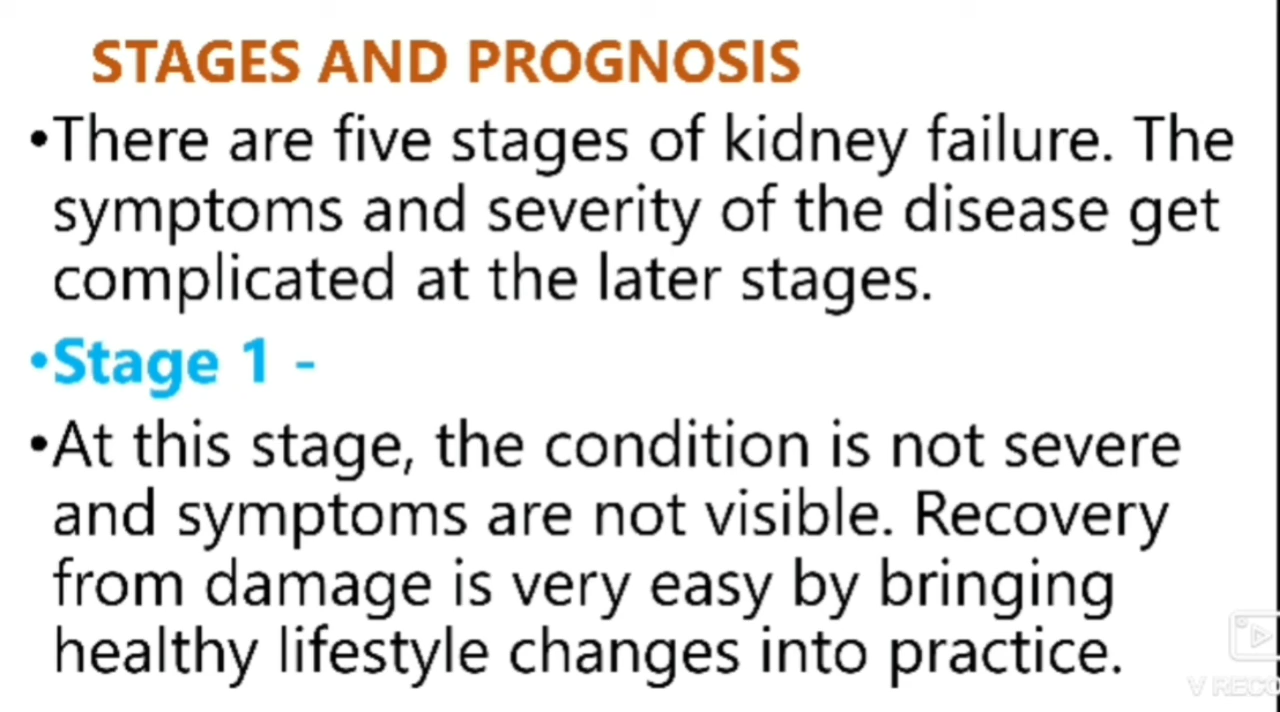 STAGES AND PROGNOSIS
•There are five stages of kidney failure. The
symptoms and severity of the disease get
complicated at the later stages.
•Stage 1 -
•At this stage, the condition is not severe
and symptoms are not visible. Recovery
from damage is very easy by bringing
healthy lifestyle changes into practice.
V RECO